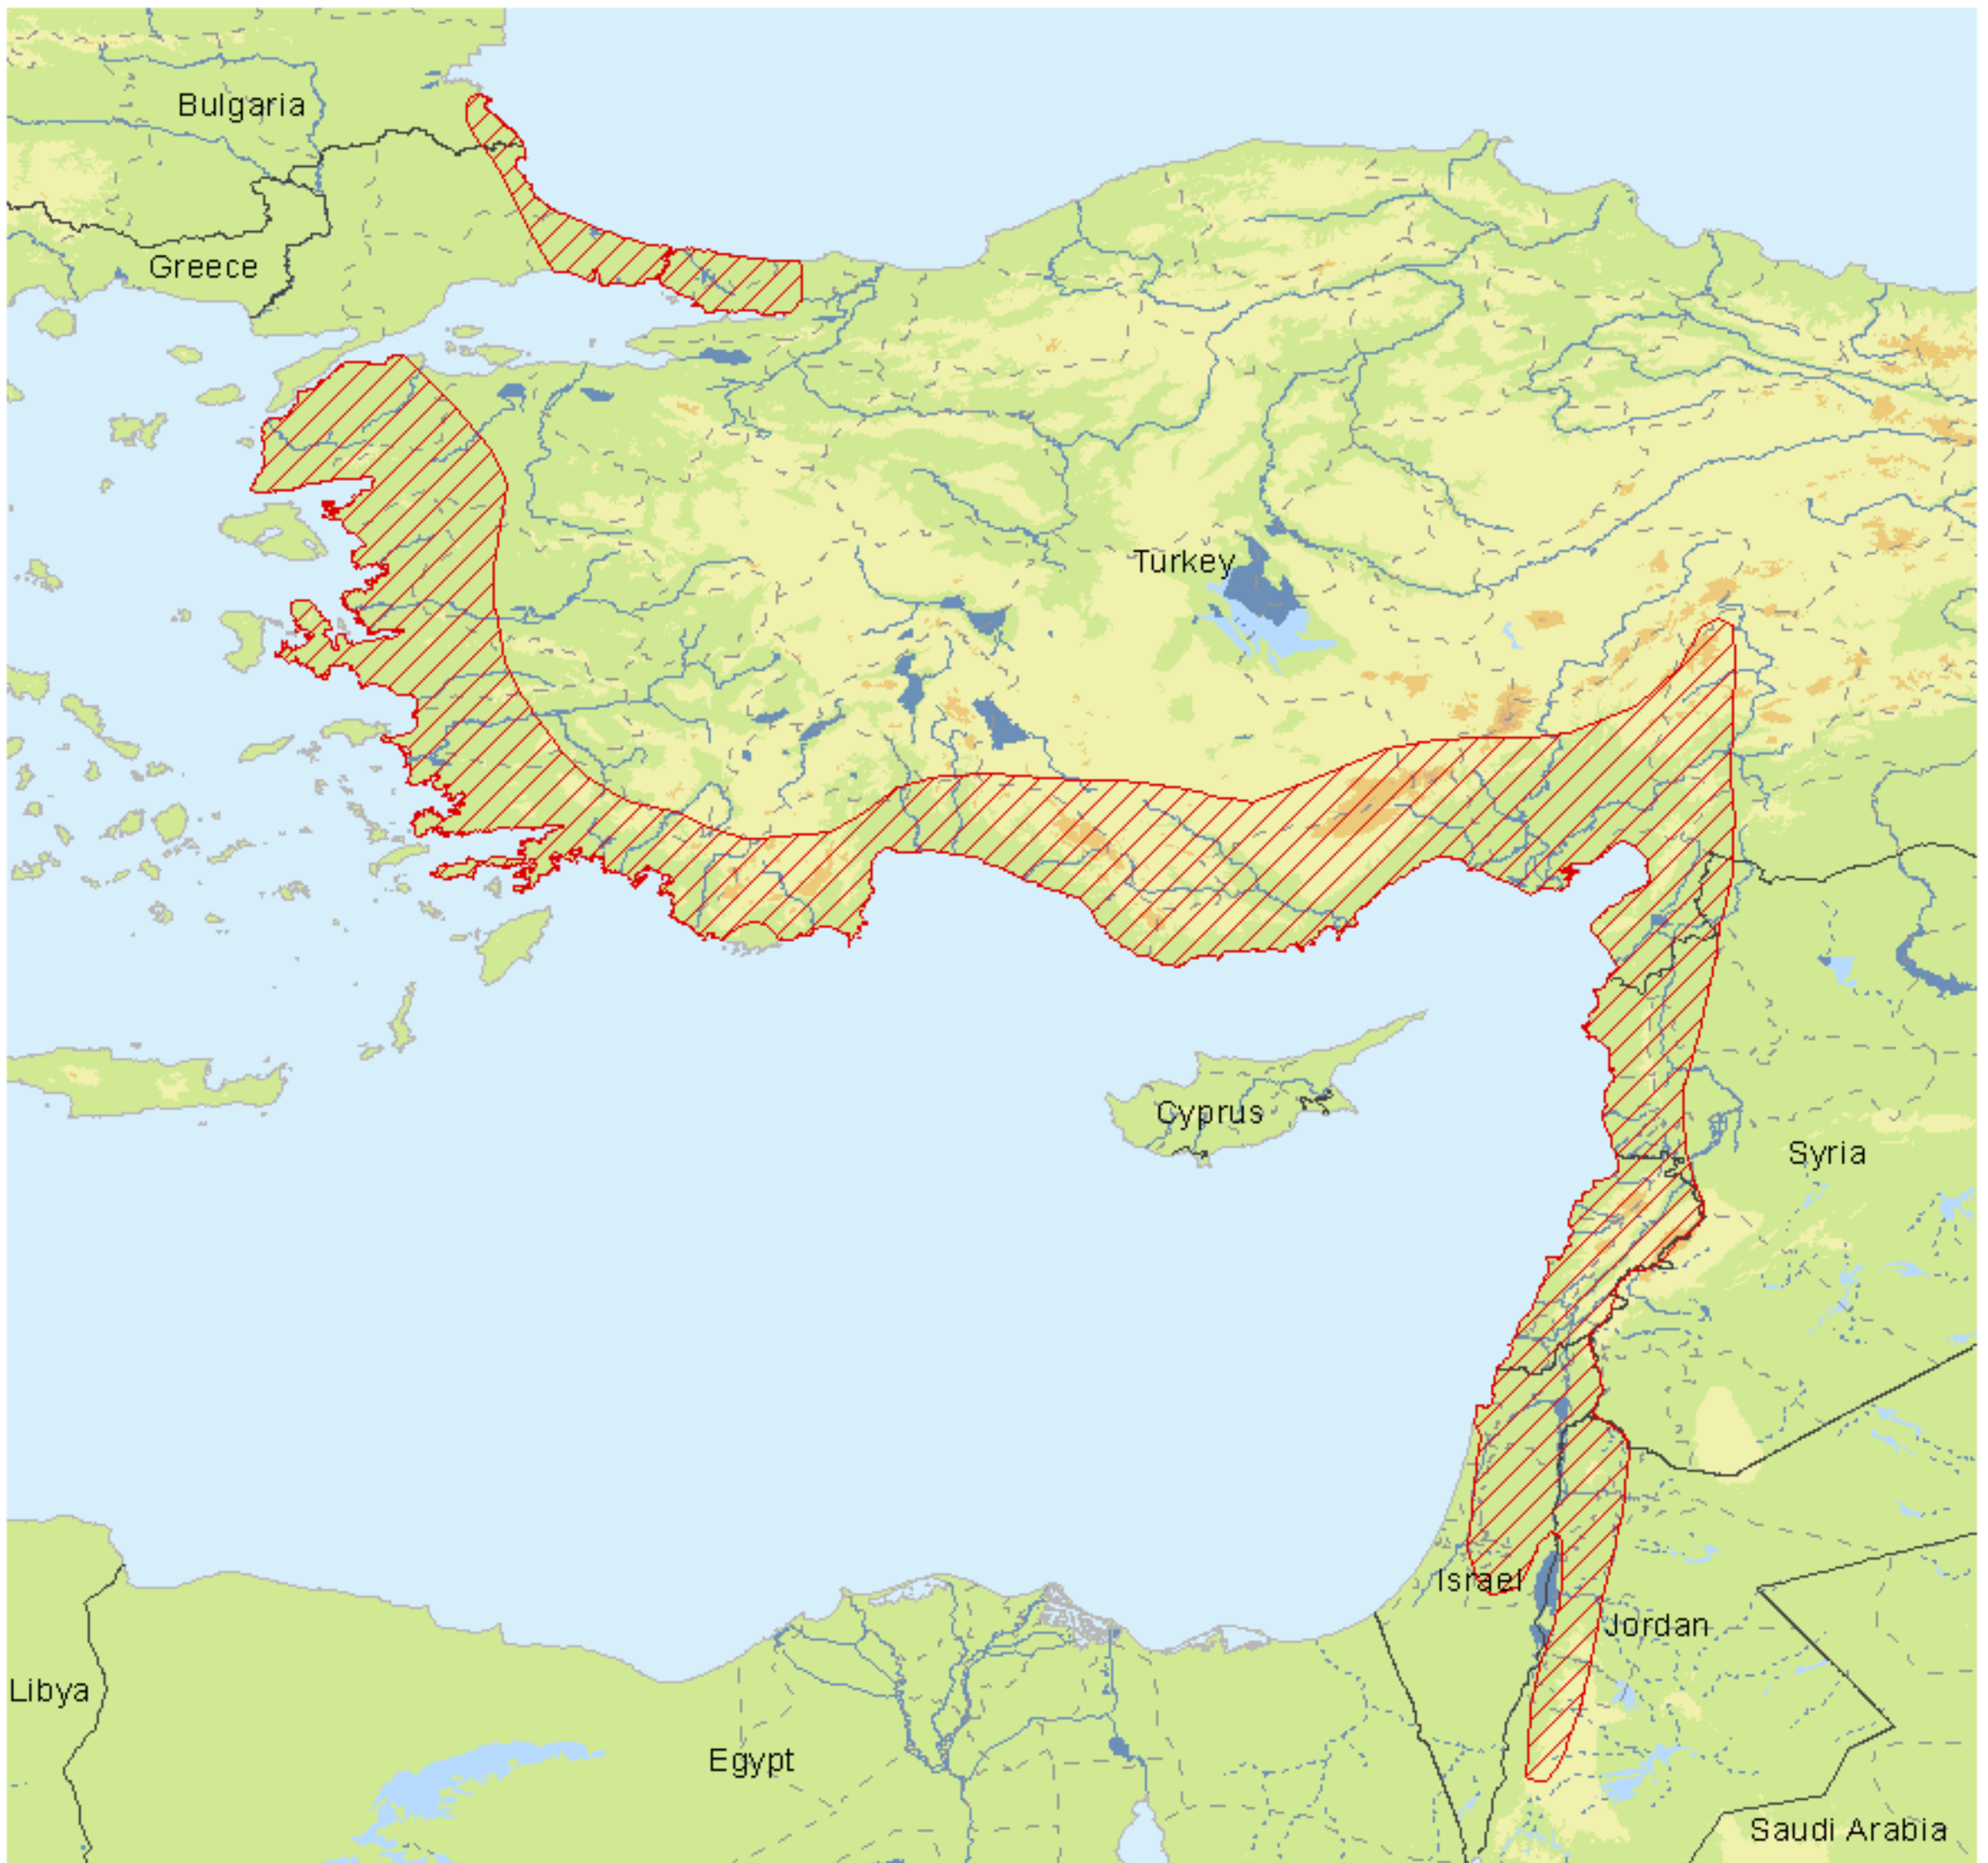 Bulgaria
Greece
Turkey
Cyprus
Syria
Israel
Jordan
Libya
Egypt
Saudi Arabia